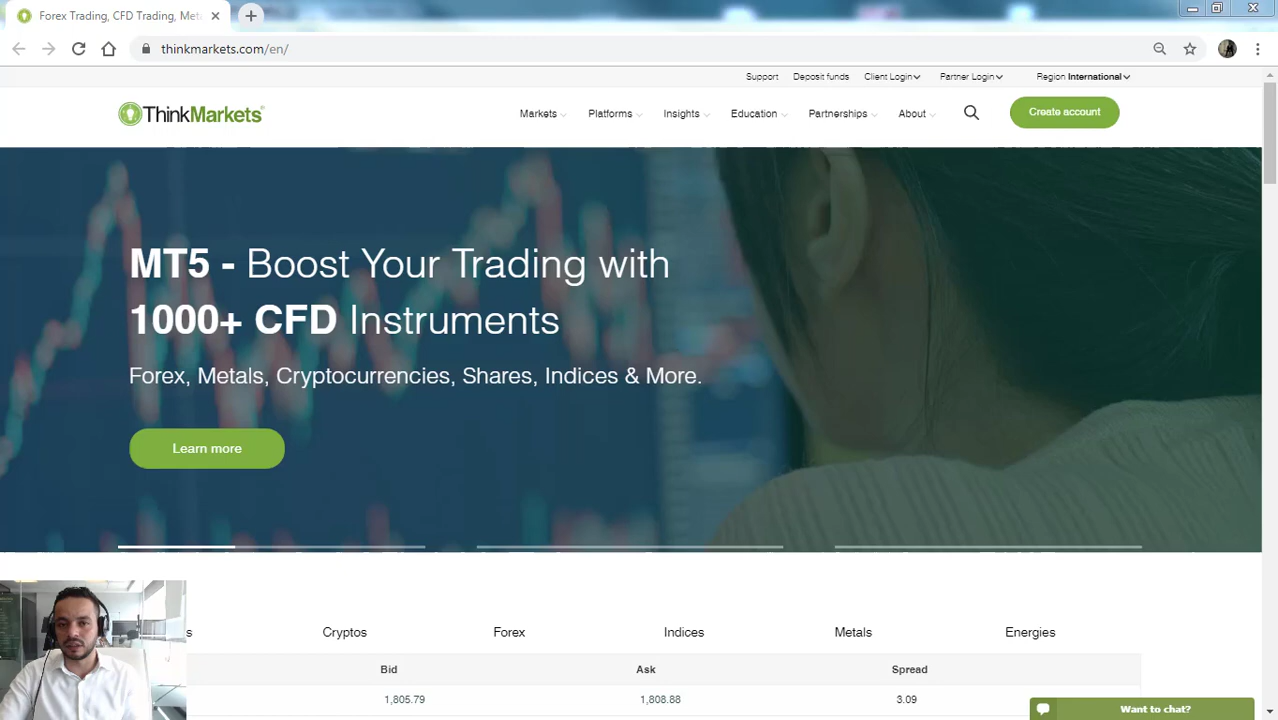 Forex Trading, CFD Trading, Met
thinkmarkets.com/en/
Support Deposit funds Client Login Partner Login Region International
ThinkMarkets
Markets Platforms Insights Education Partnerships About Create account
MT5 - Boost Your Trading with
1000+ CFD Instruments
Forex, Metals, Cryptocurrencies, Shares, Indices & More.
Learn more
s Cryptos Forex Indices Metals Energies
Bid Ask Spread
1,805.79 1,808.88 3.09
Want to chat?